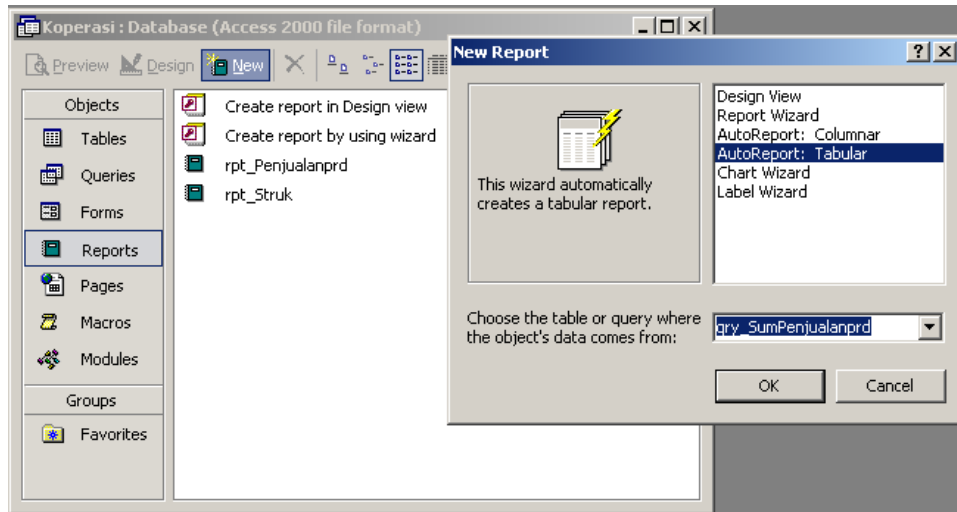 Koperasi : Database (Access 2000 file format)
Preview Design New
Objects
Tables
Queries
Forms
Reports
Pages
Macros
Modules
Groups
Favorites
Create report in Design view
Create report by using wizard
rpt_Penjualanprd
rpt_Struk
New Report
This wizard automatically
creates a tabular report.
Design View
Report Wizard
AutoReport: Columnar
AutoReport: Tabular
Chart Wizard
Label Wizard
Choose the table or query where
the object's data comes from:
qry_SumPenjualanprd
OK Cancel